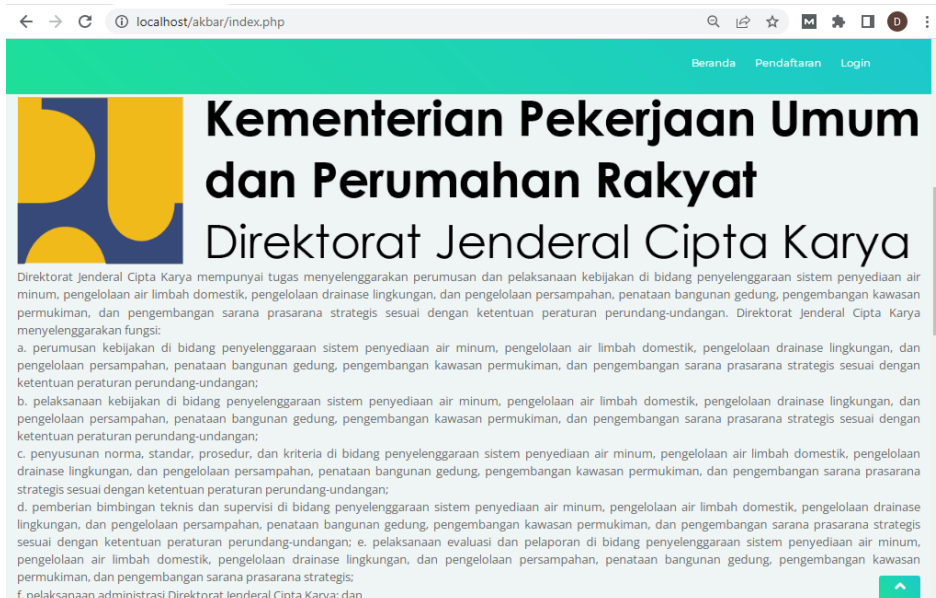 localhost/akbar/index.php
M
D
Beranda Pendaftaran Login
Kementerian Pekerjaan Umum
dan Perumahan Rakyat
Direktorat Jenderal Cipta Karya
Direktorat Jenderal Cipta Karya mempunyai tugas menyelenggarakan perumusan dan pelaksanaan kebijakan di bidang penyelenggaraan sistem penyediaan air
minum, pengelolaan air limbah domestik, pengelolaan drainase lingkungan, dan pengelolaan persampahan, penataan bangunan gedung, pengembangan kawasan
permukiman, dan pengembangan sarana prasarana strategis sesuai dengan ketentuan peraturan perundang-undangan. Direktorat Jenderal Cipta Karya
menyelenggarakan fungsi:
a. perumusan kebijakan di bidang penyelenggaraan sistem penyediaan air minum, pengelolaan air limbah domestik, pengelolaan drainase lingkungan, dan
pengelolaan persampahan, penataan bangunan gedung, pengembangan kawasan permukiman, dan pengembangan sarana prasarana strategis sesuai dengan
ketentuan peraturan perundang-undangan;
b. pelaksanaan kebijakan di bidang penyelenggaraan sistem penyediaan air minum, pengelolaan air limbah domestik, pengelolaan drainase lingkungan, dan
pengelolaan persampahan, penataan bangunan gedung, pengembangan kawasan permukiman, dan pengembangan sarana prasarana strategis sesuai dengan
ketentuan peraturan perundang-undangan;
c. penyusunan norma, standar, prosedur, dan kriteria di bidang penyelenggaraan sistem penyediaan air minum, pengelolaan air limbah domestik, pengelolaan
drainase lingkungan, dan pengelolaan persampahan, penataan bangunan gedung, pengembangan kawasan permukiman, dan pengembangan sarana prasarana
strategis sesuai dengan ketentuan peraturan perundang-undangan;
d. pemberian bimbingan teknis dan supervisi di bidang penyelenggaraan sistem penyediaan air minum, pengelolaan air limbah domestik, pengelolaan drainase
lingkungan, dan pengelolaan persampahan, penataan bangunan gedung, pengembangan kawasan permukiman, dan pengembangan sarana prasarana strategis
sesuai dengan ketentuan peraturan perundang-undangan; e. pelaksanaan evaluasi dan pelaporan di bidang penyelenggaraan sistem penyediaan air minum,
pengelolaan air limbah domestik, pengelolaan drainase lingkungan, dan pengelolaan persampahan, penataan bangunan gedung, pengembangan kawasan
permukiman, dan pengembangan sarana prasarana strategis;
f. pelaksanaan administrasi Direktorat Jenderal Cipta Karya; dan